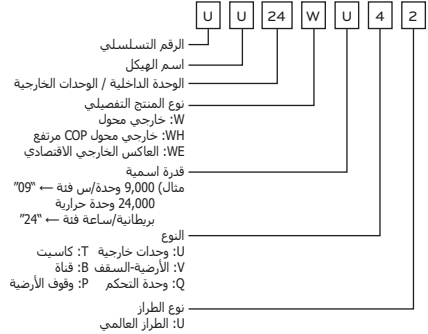 U U 24 W U 4 2
الرقم التسلسلي
اسم الهيكل
الوحدة الداخلية / الوحدات الخارجية
نوع المنتج التفصيلي
W: خارجي محول
WH: خارجي محول COP مرتفع
WE: العاكس الخارجي الاقتصادي
قدرة اسمية
مثال) 9,000 وحدة/س فئة ← "09"
24,000 وحدة حرارية
بريطانية/ساعة فئة ← "24"
النوع
U: وحدات خارجية T: كاسيت
V: الأرضية-السقف B: قناة
Q: وحدة التحكم P: وقوف الأرضية
نوع الطراز
U: الطراز العالمي